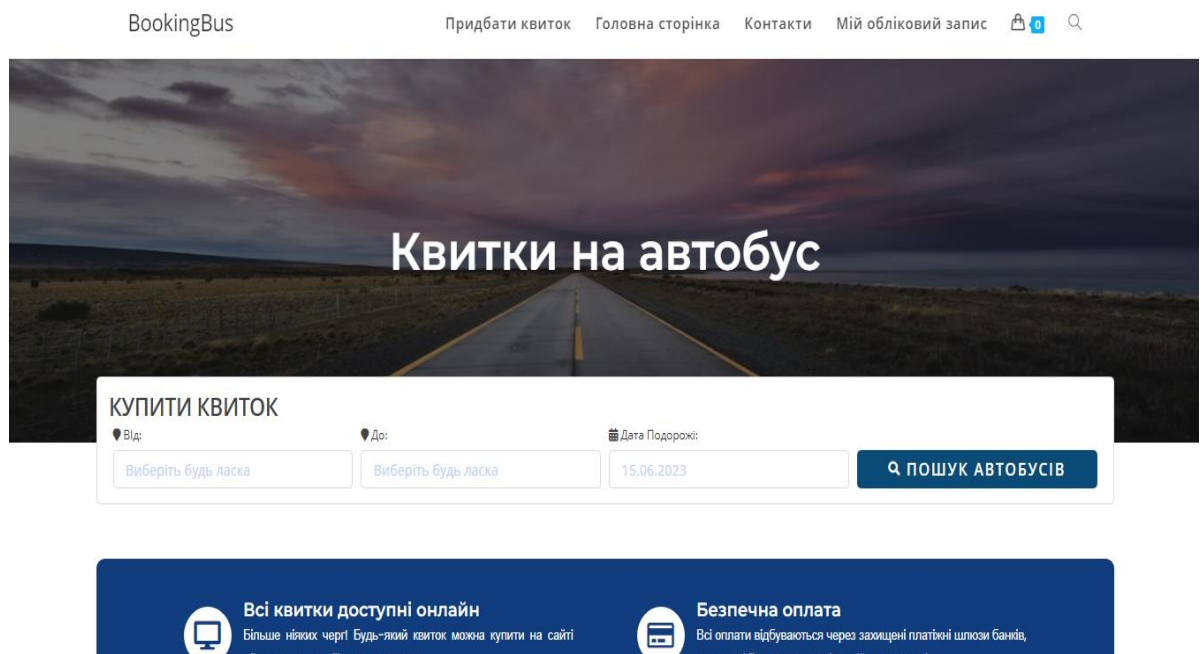 BookingBus
Придбати квиток Головна сторінка Контакти Мій обліковий запис 0
Квитки на автобус
КУПИТИ КВИТОК
ВІд: До: Дата Подорожі:
Виберіть будь ласка Виберіть будь ласка 15.06.2023 ПОШУК АВТОБУСІВ
Всі квитки доступні онлайн
Більше ніяких черг! Будь-який квиток можна купити на сайті
Безпечна оплата
Всі оплати відбуваються через захищені платіжні шлюзи банків,